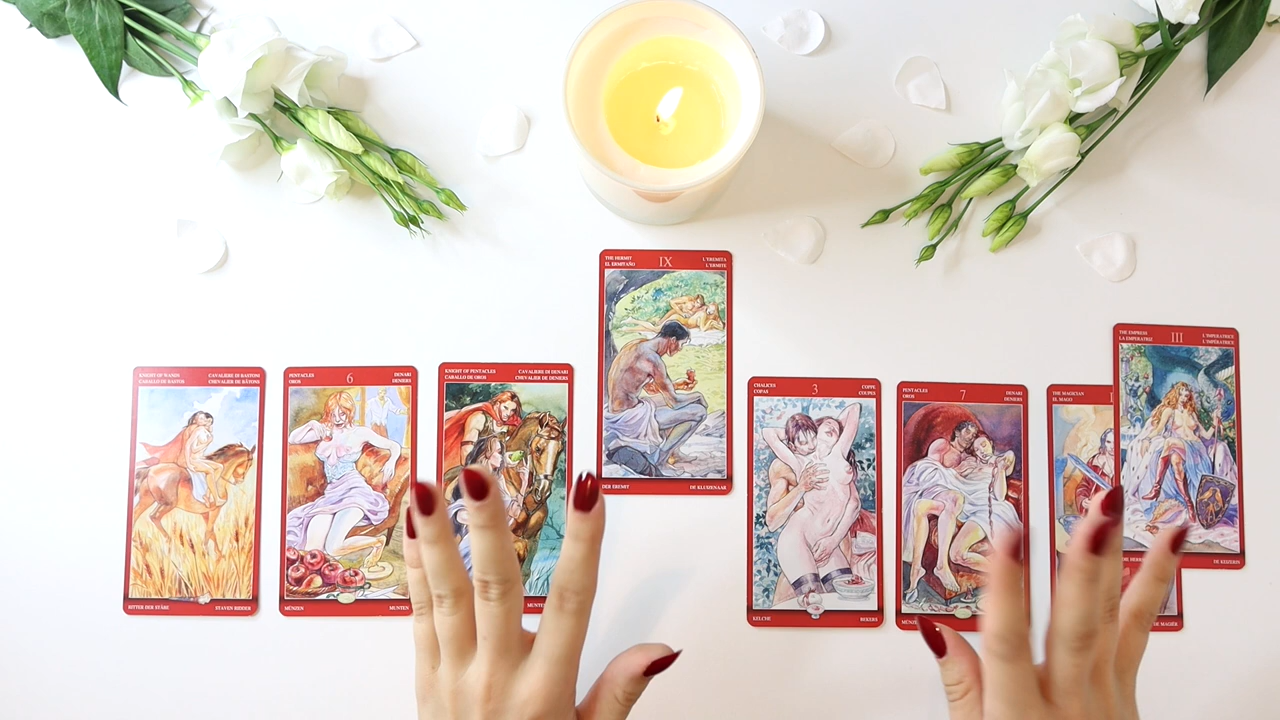 KNIGHT OF WANDS
CABALLO DE BASTOS
CAVALIERE DI BASTONI
CHEVALIER DE BÂTONS
RITTER DER STÄBE
STAVEN RIDDER
PENTACLES
OROS
6
DENARI
DENIERS
MÜNZEN
MUNTEN
KNIGHT OF PENTACLES
CABALLO DE OROS
CAVALIERE DI DENARI
CHEVALIER DE DENIERS
THE HERMIT
EL ERMITAÑO
IX
L'EREMITA
L'ERMITE
DER EREMIT
DE KLUIZENAAR
CHALICES
COPAS
3
COPPE
COUPES
KELCHE
BEKERS
PENTACLES
OROS
7
DENARI
DENIERS
THE MAGICIAN
EL MAGO
I
THE EMPRESS
LA EMPERATRIZ
III
L'IMPERATRICE
L'IMPÉRATRICE
DE KEIZERIN